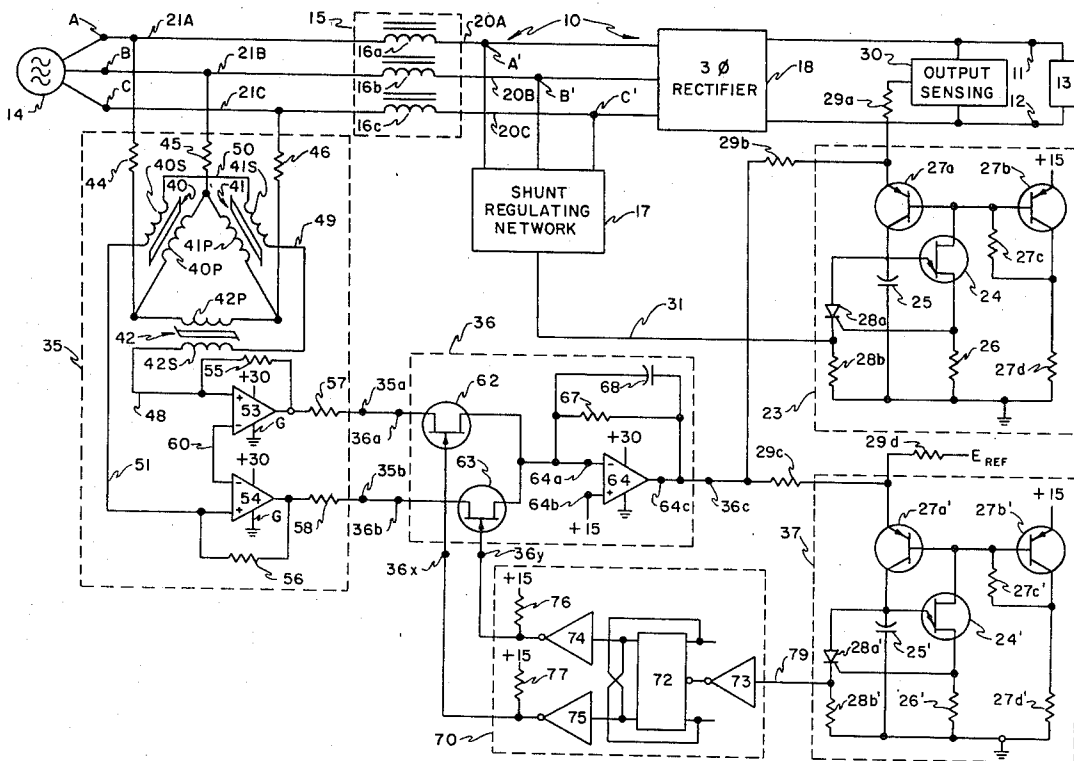 A
21A
15
20A
10
11
30
OUTPUT
SENSING
13
16a
A'
3 Ø
RECTIFIER
18
B
21B
16b
20B
B'
29a
12
14
C
21C
16c
20C
C'
29b
44
45
50
46
40S
40
41
41S
41P
40P
49
SHUNT
REGULATING
NETWORK
17
27a
27b
+15
27c
25
24
28a
31
28b
26
27d
23
42P
42
42S
35
55
+30
53
G
57
35a
36a
36
62
68
67
48
60
+30
54
G
58
35b
36b
63
64a
+30
64
64b
+15
64c
36c
29c
29d
E REF
51
56
36x
36y
27a'
27b'
+15
37
27c'
24'
25'
28a'
28b'
26'
27d'
+15
76
74
+15
77
75
72
73
79
70